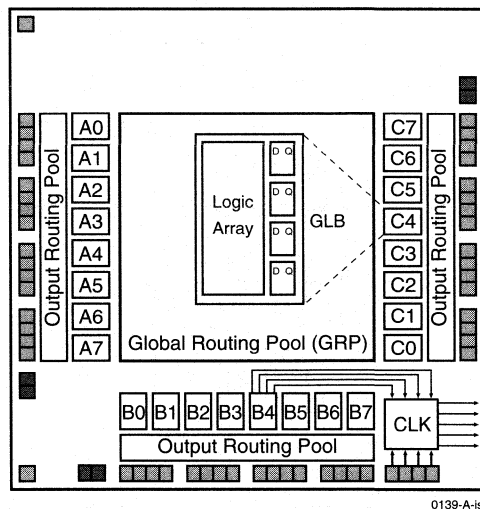 A0
A1
A2
A3
A4
A5
A6
A7
Output Routing Pool
Logic
Array
D Q
D Q
D Q
D Q
GLB
Global Routing Pool (GRP)
C7
C6
C5
C4
C3
C2
C1
C0
Output Routing Pool
B0 B1 B2 B3 B4 B5 B6 B7
Output Routing Pool
CLK
0139-A-is